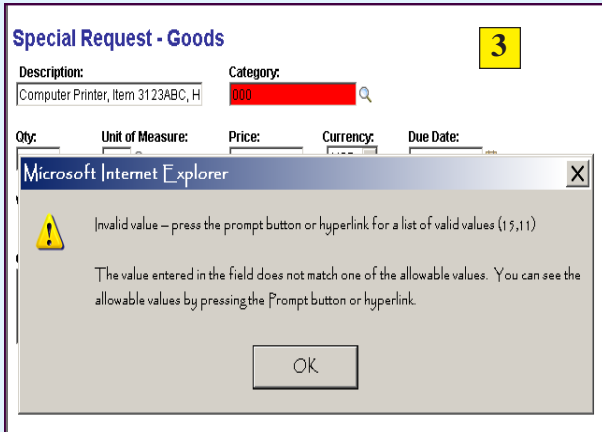 Special Request - Goods
3
Description:
Category:
Computer Printer, Item 3123ABC, H
000
Qty:
Unit of Measure:
Price:
Currency:
Due Date:
Microsoft Internet Explorer
X
Invalid value – press the prompt button or hyperlink for a list of valid values (15,11)
The value entered in the field does not match one of the allowable values. You can see the
allowable values by pressing the Prompt button or hyperlink.
OK